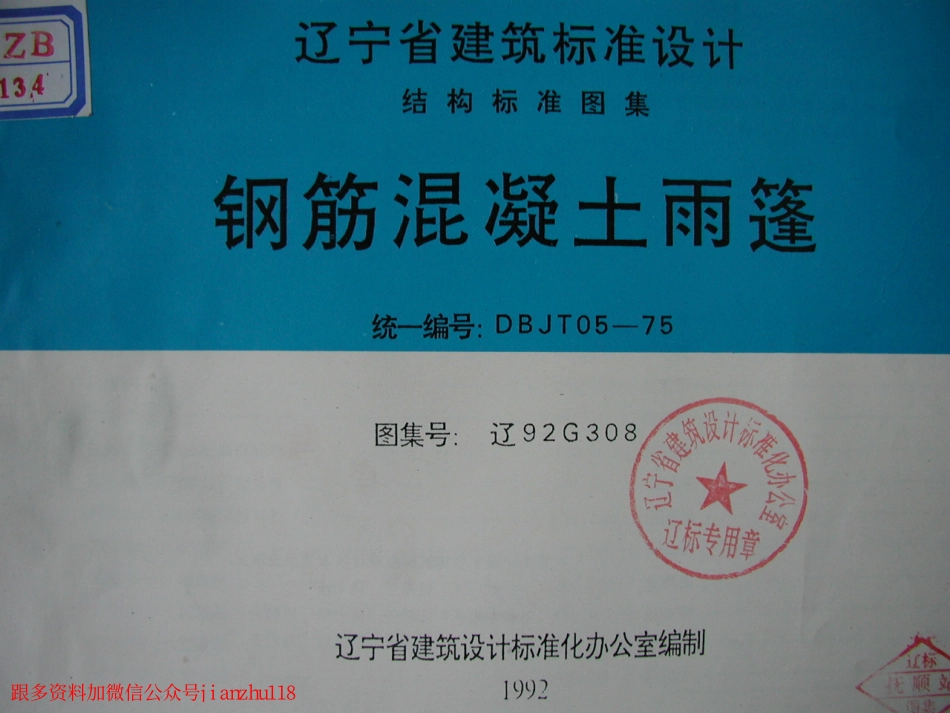 ZB
134
辽宁省建筑标准设计
结构标准图集
钢筋混凝土雨篷
统一编号: DBJT05—75
图集号: 辽92G308
辽宁省建筑设计标准化办公室
辽标专用章
辽宁省建筑设计标准化办公室编制
1992
辽标
抚顺站
跟多资料加微信公众号jianzhu118